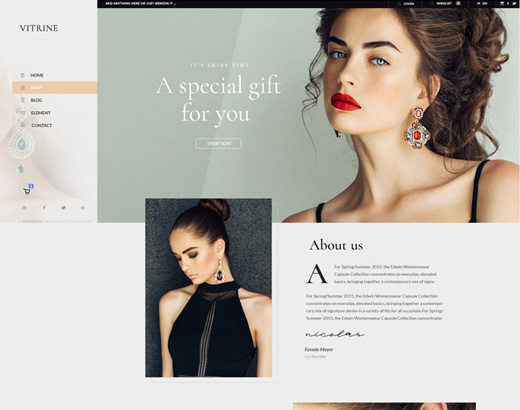 ADD ANYTHING HERE OR JUST REMOVE IT...
LOGIN
WISHLIST
EN
VITRINE
HOME
SHOP
BLOG
ELEMENT
CONTACT
IT'S SHINE TIME
A special gift
for you
SHOP NOW
About us
A For Spring/Summer 2015, the Edwin Womenswear
Capsule Collection concentrates on everyday, elevated
basics, bringing together a contemporary mix of signa-
For Spring/Summer 2015, the Edwin Womenswear Capsule Collection
concentrates on everyday, elevated basics, bringing together a contempo-
rary mix of signature denim in a variety of fits for all occasions.For Spring/
Summer 2015, the Edwin Womenswear Capsule Collection concentrates
nicolas
Forodo Mayer
Co-founder